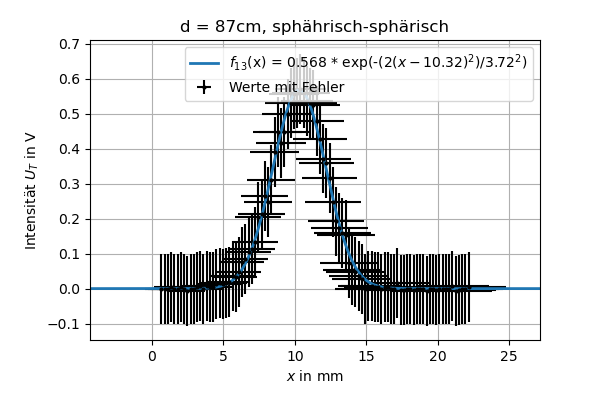 d = 87cm, sphährisch-sphärisch
f₁₃(x) = 0.568 * exp(-(2(x − 10.32)²)/3.72²)
Werte mit Fehler
Intensität U_T in V
0.7
0.6
0.5
0.4
0.3
0.2
0.1
0.0
−0.1
0 5 10 15 20 25
x in mm